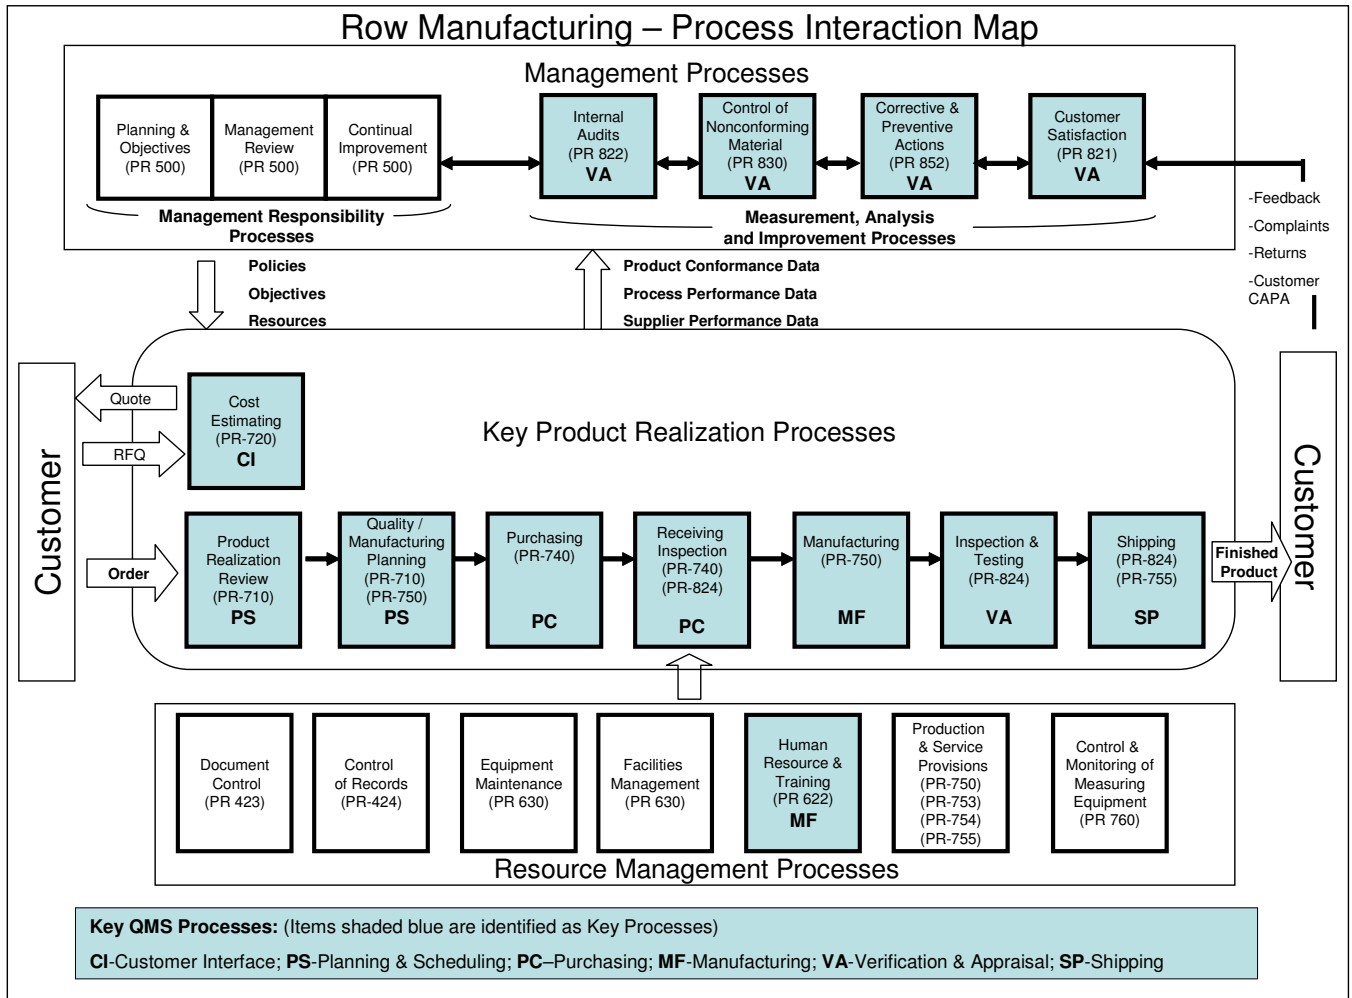 Row Manufacturing – Process Interaction Map
Management Processes
Planning &
Objectives
(PR 500)
Management
Review
(PR 500)
Continual
Improvement
(PR 500)
Internal
Audits
(PR 822)
VA
Control of
Nonconforming
Material
(PR 830)
VA
Corrective &
Preventive
Actions
(PR 852)
VA
Customer
Satisfaction
(PR 821)
VA
Management Responsibility
Processes
Measurement, Analysis
and Improvement Processes
-Feedback
-Complaints
-Returns
-Customer
CAPA
Policies
Objectives
Resources
Product Conformance Data
Process Performance Data
Supplier Performance Data
Customer
Quote
RFQ
Order
Cost
Estimating
(PR-720)
CI
Key Product Realization Processes
Product
Realization
Review
(PR-710)
PS
Quality /
Manufacturing
Planning
(PR-710)
(PR-750)
PS
Purchasing
(PR-740)
PC
Receiving
Inspection
(PR-740)
(PR-824)
PC
Manufacturing
(PR-750)
MF
Inspection &
Testing
(PR-824)
VA
Shipping
(PR-824)
(PR-755)
SP
Finished
Product
Customer
Document
Control
(PR 423)
Control
of Records
(PR-424)
Equipment
Maintenance
(PR 630)
Facilities
Management
(PR 630)
Human
Resource &
Training
(PR 622)
MF
Production
& Service
Provisions
(PR-750)
(PR-753)
(PR-754)
(PR-755)
Control &
Monitoring of
Measuring
Equipment
(PR 760)
Resource Management Processes
Key QMS Processes: (Items shaded blue are identified as Key Processes)
CI-Customer Interface; PS-Planning & Scheduling; PC–Purchasing; MF-Manufacturing; VA-Verification & Appraisal; SP-Shipping